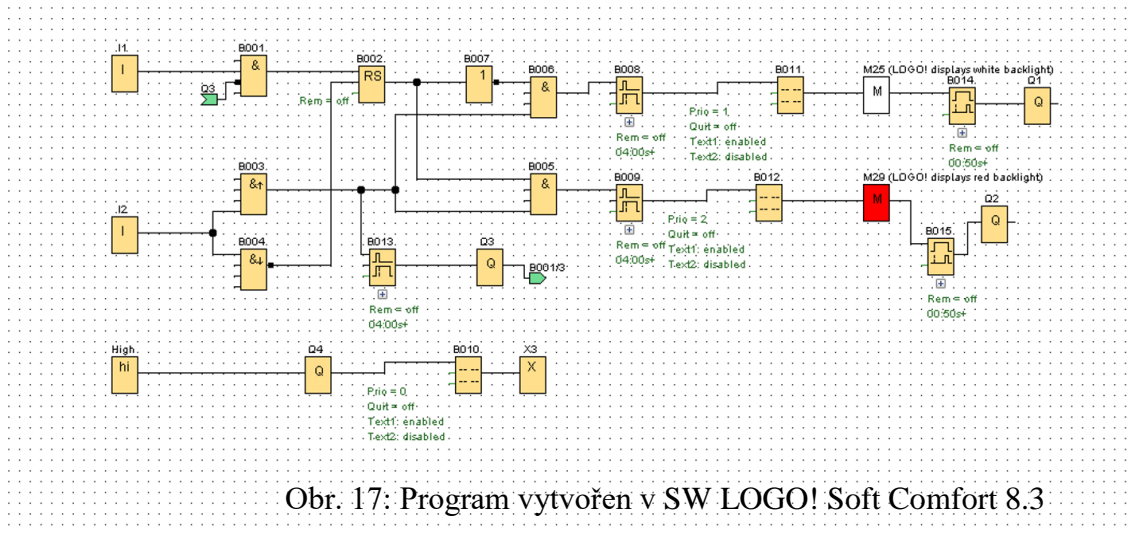 I1
I
Q3
B001
&
B002
RS
Rem = off
B007
1
B006
&
B008
Rem = off
04:00s+
B011
Prio = 1
Quit = off
Text1: enabled
Text2: disabled
M25 (LOGO! displays white backlight)
M
B014
Rem = off
00:50s+
Q1
Q
I2
I
B003
&↑
B004
&↓
B013
Rem = off
04:00s+
Q3
Q
B001/3
B005
&
B009
Rem = off
04:00s+
B012
Prio = 2
Quit = off
Text1: enabled
Text2: disabled
M29 (LOGO! displays red backlight)
M
B015
Rem = off
00:50s+
Q2
Q
High
hi
Q4
Q
B010
Prio = 0
Quit = off
Text1: enabled
Text2: disabled
X3
X
Obr. 17: Program vytvořen v SW LOGO! Soft Comfort 8.3